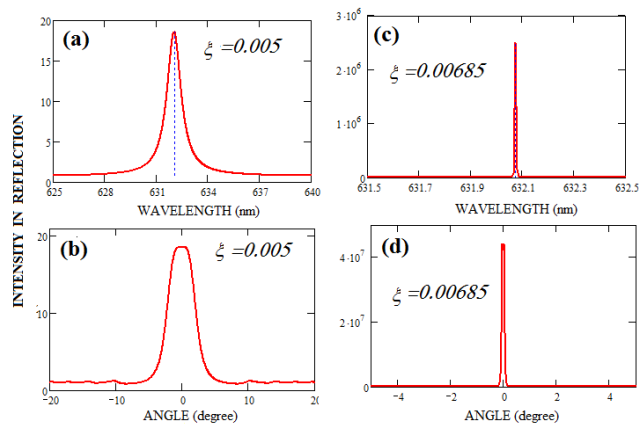 INTENSITY IN REFLECTION
(a)
ξ =0.005
20
15
10
5
0
625 628 631 634 637 640
WAVELENGTH (nm)
(c)
ξ =0.00685
3·10⁶
2·10⁶
1·10⁶
0
631.5 631.7 631.9 632.1 632.3 632.5
WAVELENGTH (nm)
(b)
ξ =0.005
20
10
0
−20 −10 0 10 20
ANGLE (degree)
(d)
ξ =0.00685
4·10⁷
2·10⁷
0
−4 −2 0 2 4
ANGLE (degree)